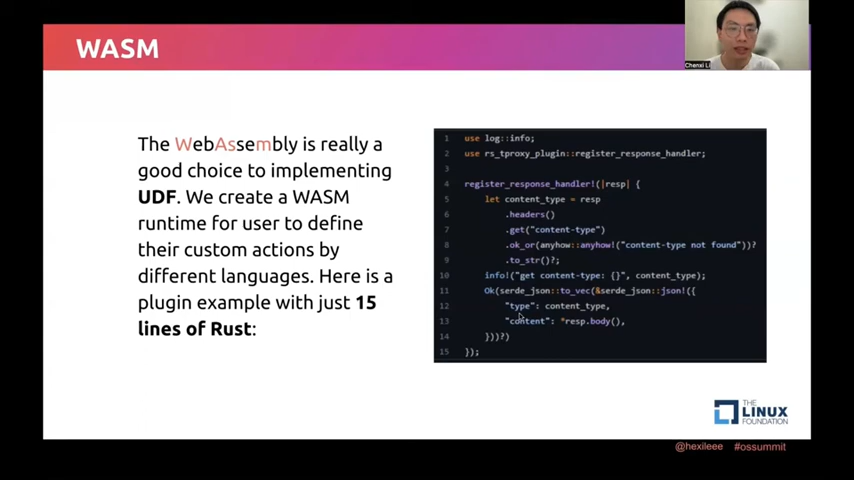 WASM
Chenxi Li
The WebAssembly is really a
good choice to implementing
UDF. We create a WASM
runtime for user to define
their custom actions by
different languages. Here is a
plugin example with just 15
lines of Rust:
1 use log::info;
2 use rs_tproxy_plugin::register_response_handler;
3
4 register_response_handler!(|resp| {
5 let content_type = resp
6 .headers()
7 .get("content-type")
8 .ok_or(anyhow::anyhow!("content-type not found"))?
9 .to_str()?;
10 info!("get content-type: {}", content_type);
11 Ok(serde_json::to_vec(&serde_json::json!({
12 "type": content_type,
13 "content": *resp.body(),
14 }))?)
15 });
THE
LINUX
FOUNDATION
@hexileee #ossummit